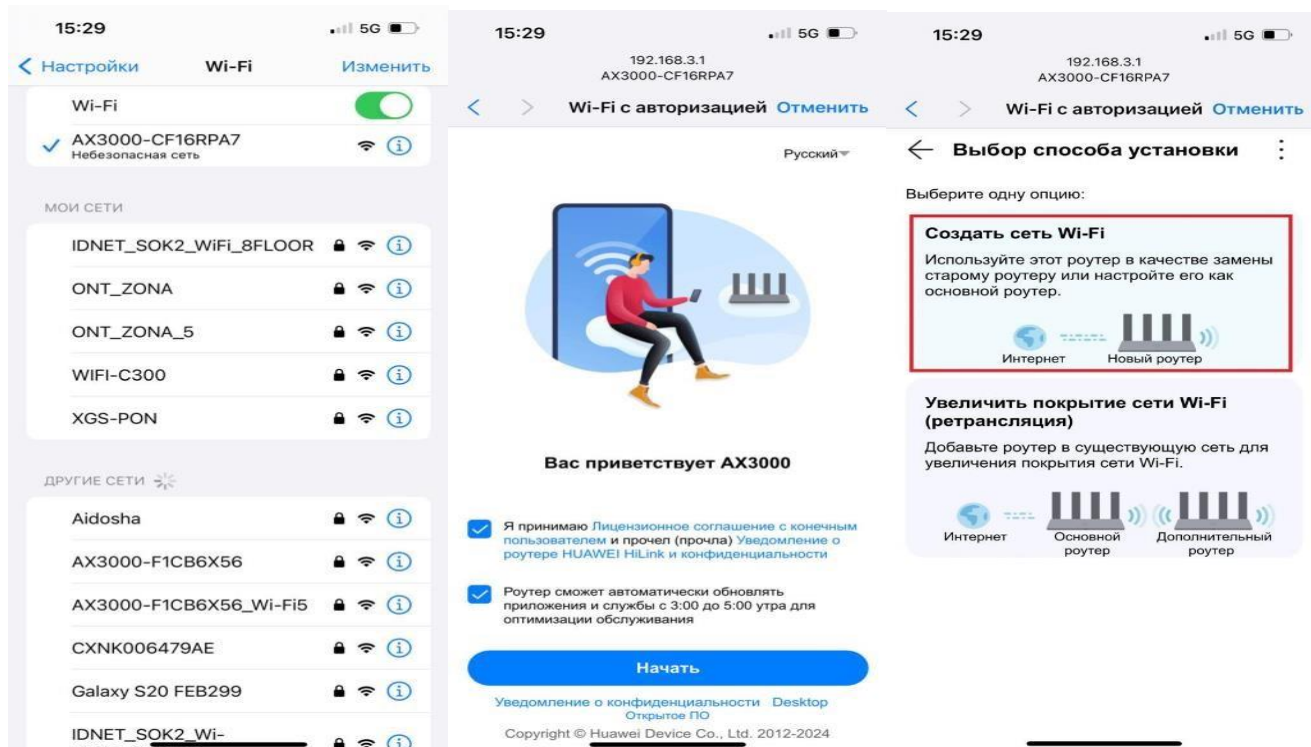 15:29
5G
Настройки
Wi-Fi
Изменить
Wi-Fi
AX3000-CF16RPA7
Небезопасная сеть
МОИ СЕТИ
IDNET_SOK2_WiFi_8FLOOR
ONT_ZONA
ONT_ZONA_5
WIFI-C300
XGS-PON
ДРУГИЕ СЕТИ
Aidosha
AX3000-F1CB6X56
AX3000-F1CB6X56_Wi-Fi5
CXNK006479AE
Galaxy S20 FEB299
IDNET_SOK2_Wi-
15:29
5G
192.168.3.1
AX3000-CF16RPA7
Wi-Fi с авторизацией Отменить
Русский
Вас приветствует AX3000
Я принимаю Лицензионное соглашение с конечным
пользователем и прочел (прочла) Уведомление о
роутере HUAWEI HiLink и конфиденциальности
Роутер сможет автоматически обновлять
приложения и службы с 3:00 до 5:00 утра для
оптимизации обслуживания
Начать
Уведомление о конфиденциальности Desktop
Открытое ПО
Copyright © Huawei Device Co., Ltd. 2012-2024
15:29
5G
192.168.3.1
AX3000-CF16RPA7
Wi-Fi с авторизацией Отменить
Выбор способа установки
Выберите одну опцию:
Создать сеть Wi-Fi
Используйте этот роутер в качестве замены
старому роутеру или настройте его как
основной роутер.
Интернет
Новый роутер
Увеличить покрытие сети Wi-Fi
(ретрансляция)
Добавьте роутер в существующую сеть для
увеличения покрытия сети Wi-Fi.
Интернет
Основной
роутер
Дополнительный
роутер